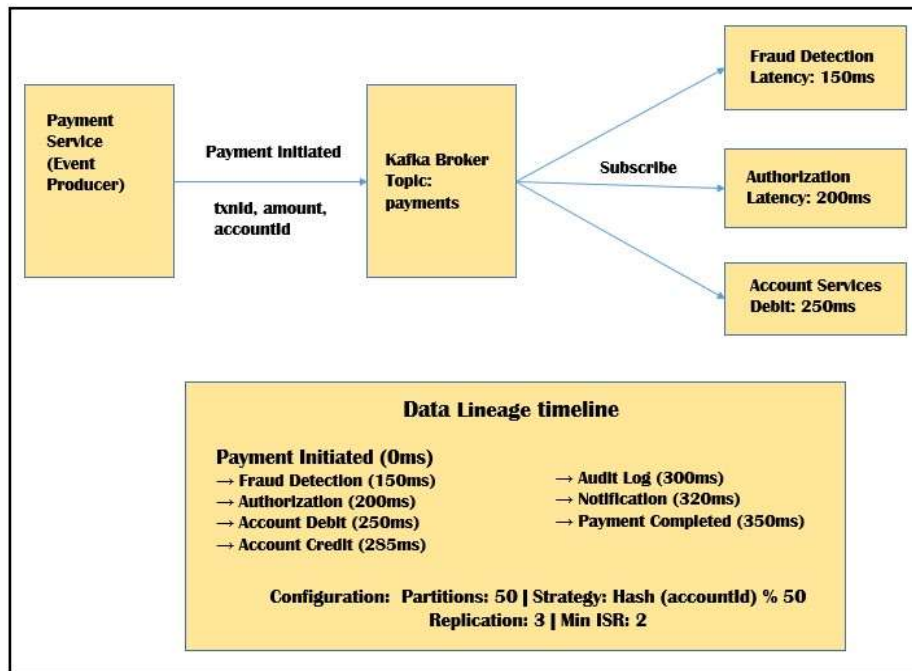 Payment
Service
(Event
Producer)
Payment Initiated
txnId, amount,
accountId
Kafka Broker
Topic:
payments
Subscribe
Fraud Detection
Latency: 150ms
Authorization
Latency: 200ms
Account Services
Debit: 250ms
Data Lineage timeline
Payment Initiated (0ms)
→ Fraud Detection (150ms)
→ Authorization (200ms)
→ Account Debit (250ms)
→ Account Credit (285ms)
→ Audit Log (300ms)
→ Notification (320ms)
→ Payment Completed (350ms)
Configuration: Partitions: 50 | Strategy: Hash (accountId) % 50
Replication: 3 | Min ISR: 2